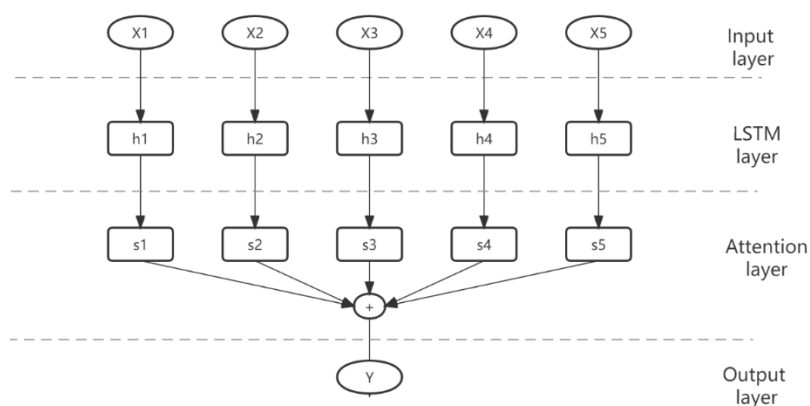 X1 X2 X3 X4 X5
Input
layer
h1 h2 h3 h4 h5
LSTM
layer
s1 s2 s3 s4 s5
Attention
layer
+
Y
Output
layer